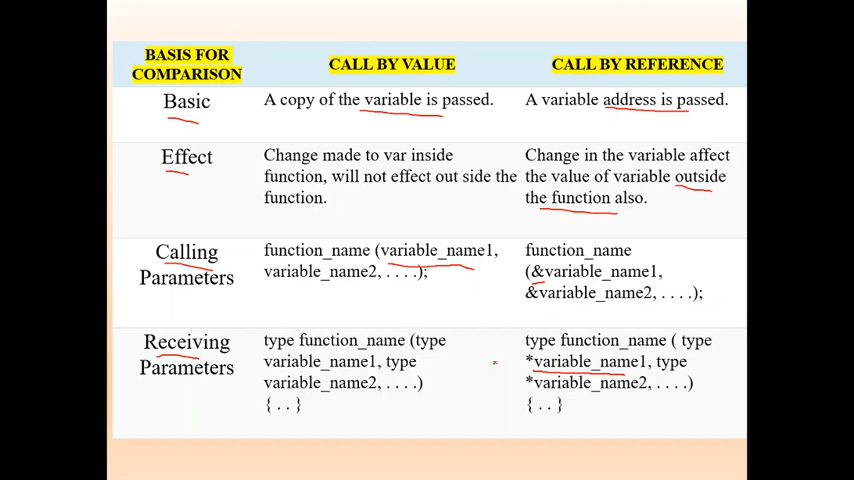 BASIS FOR COMPARISON
CALL BY VALUE
CALL BY REFERENCE
Basic
A copy of the variable is passed.
A variable address is passed.
Effect
Change made to var inside
function, will not effect out side the
function.
Change in the variable affect
the value of variable outside
the function also.
Calling
Parameters
function_name (variable_name1,
variable_name2, . . . .);
function_name
(&variable_name1,
&variable_name2, . . . .);
Receiving
Parameters
type function_name (type
variable_name1, type
variable_name2, . . . .)
{ . . }
type function_name ( type
*variable_name1, type
*variable_name2, . . . .)
{ . . }